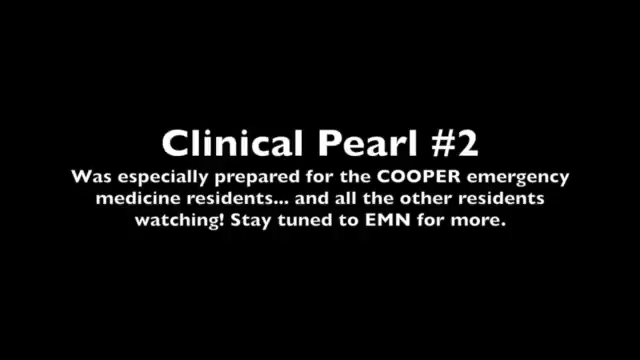 Clinical Pearl #2
Was especially prepared for the COOPER emergency
medicine residents... and all the other residents
watching! Stay tuned to EMN for more.